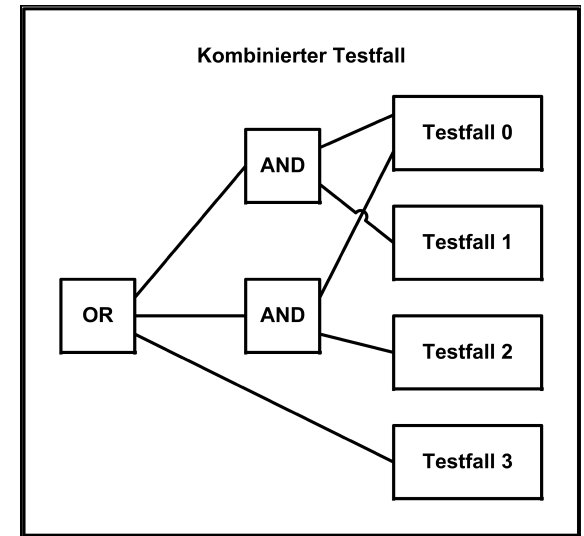 Kombinierter Testfall
Testfall 0
AND
Testfall 1
OR
AND
Testfall 2
Testfall 3